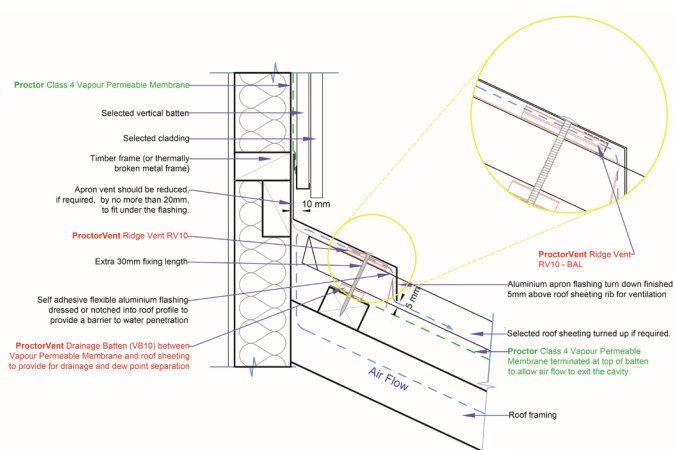 Proctor Class 4 Vapour Permeable Membrane
Selected vertical batten
Selected cladding
Timber frame (or thermally
broken metal frame)
Apron vent should be reduced,
if required, by no more than 20mm,
to fit under the flashing.
10 mm
ProctorVent Ridge Vent RV10
Extra 30mm fixing length
Self adhesive flexible aluminium flashing
dressed or notched into roof profile to
provide a barrier to water penetration
ProctorVent Drainage Batten (VB10) between
Vapour Permeable Membrane and roof sheeting
to provide for drainage and dew point separation
ProctorVent Ridge Vent
RV10 - BAL
Aluminium apron flashing turn down finished
5mm above roof sheeting rib for ventilation
5 mm
Selected roof sheeting turned up if required.
Proctor Class 4 Vapour Permeable
Membrane terminated at top of batten
to allow air flow to exit the cavity.
Air Flow
Roof framing